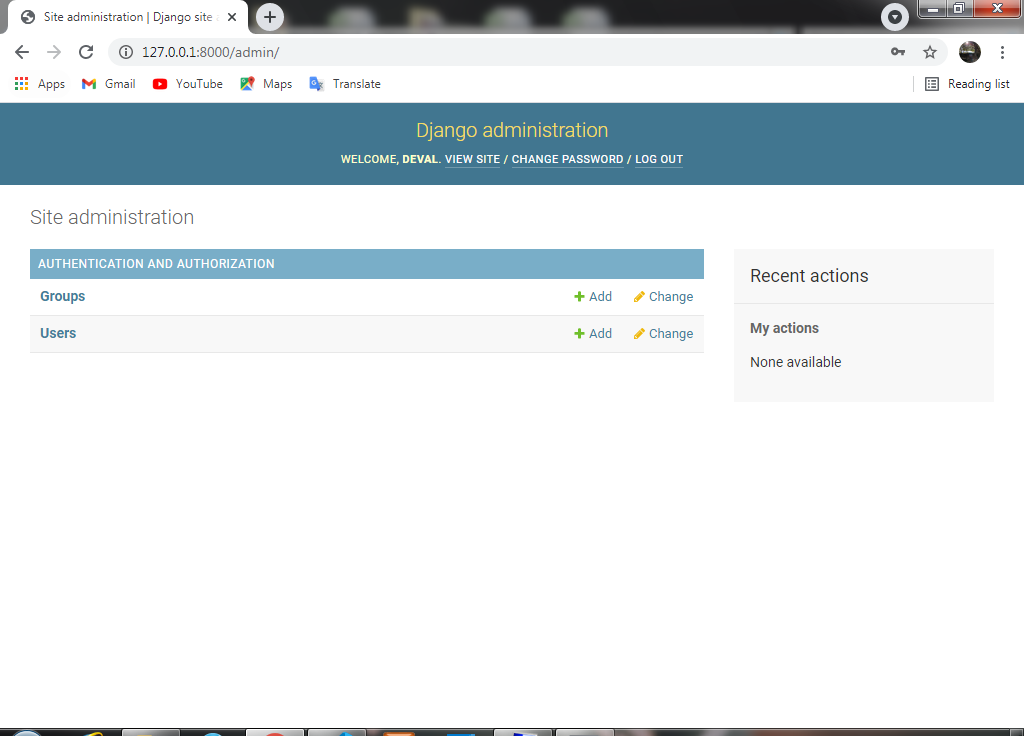 Site administration | Django site
127.0.0.1:8000/admin/
Apps Gmail YouTube Maps Translate Reading list
Django administration
WELCOME, DEVAL. VIEW SITE / CHANGE PASSWORD / LOG OUT
Site administration
AUTHENTICATION AND AUTHORIZATION
Groups Add Change
Users Add Change
Recent actions
My actions
None available